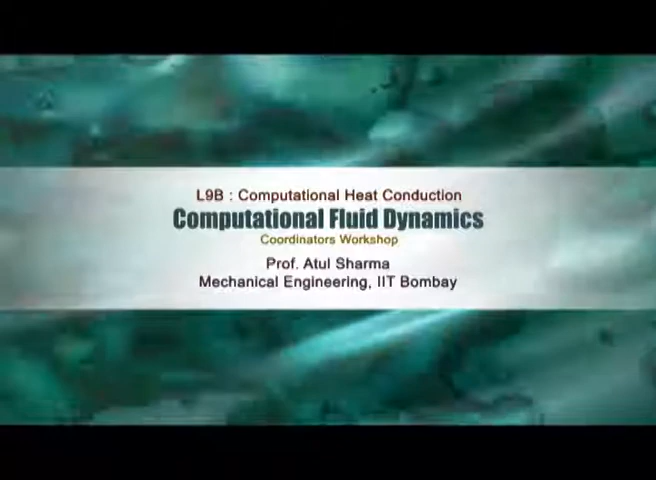 L9B : Computational Heat Conduction
Computational Fluid Dynamics
Coordinators Workshop
Prof. Atul Sharma
Mechanical Engineering, IIT Bombay